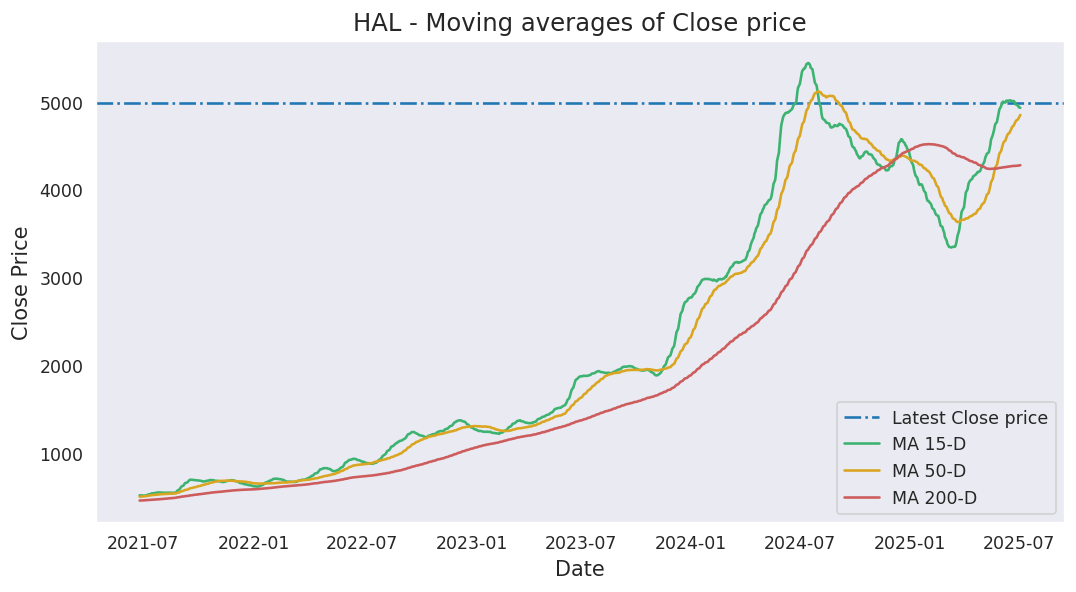 HAL - Moving averages of Close price
Close Price
5000
4000
3000
2000
1000
Latest Close price
MA 15-D
MA 50-D
MA 200-D
2021-07 2022-01 2022-07 2023-01 2023-07 2024-01 2024-07 2025-01 2025-07
Date